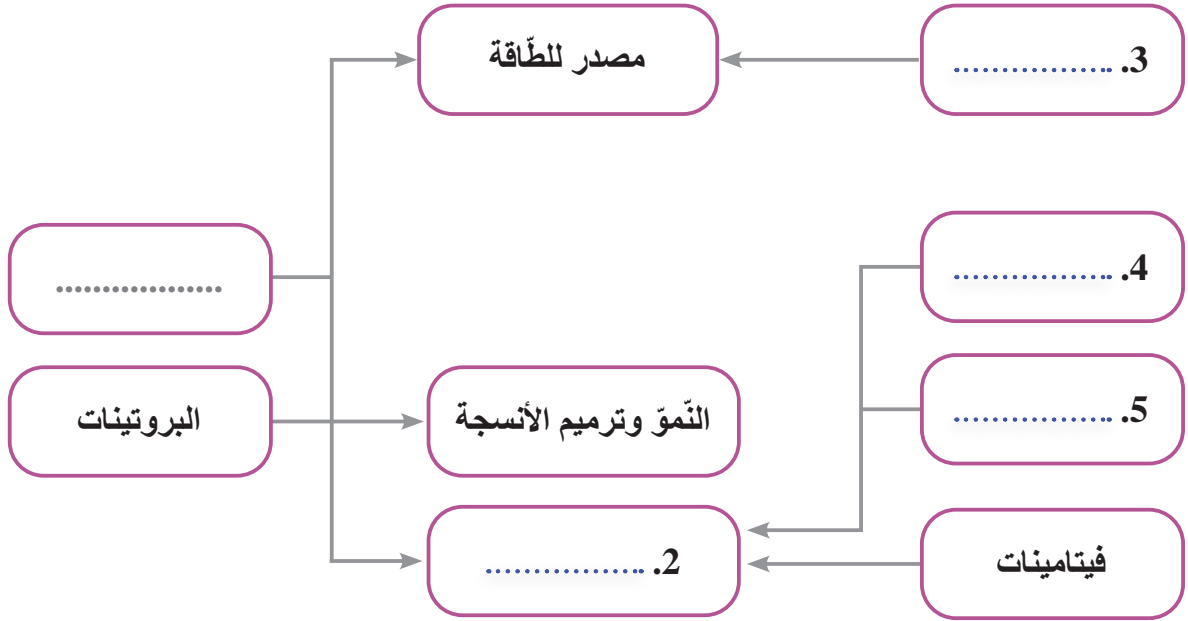 3. ................
مصدر للطّاقة
4. ................
..................
5. ................
النّموّ وترميم الأنسجة
البروتينات
فيتامينات
2. ................